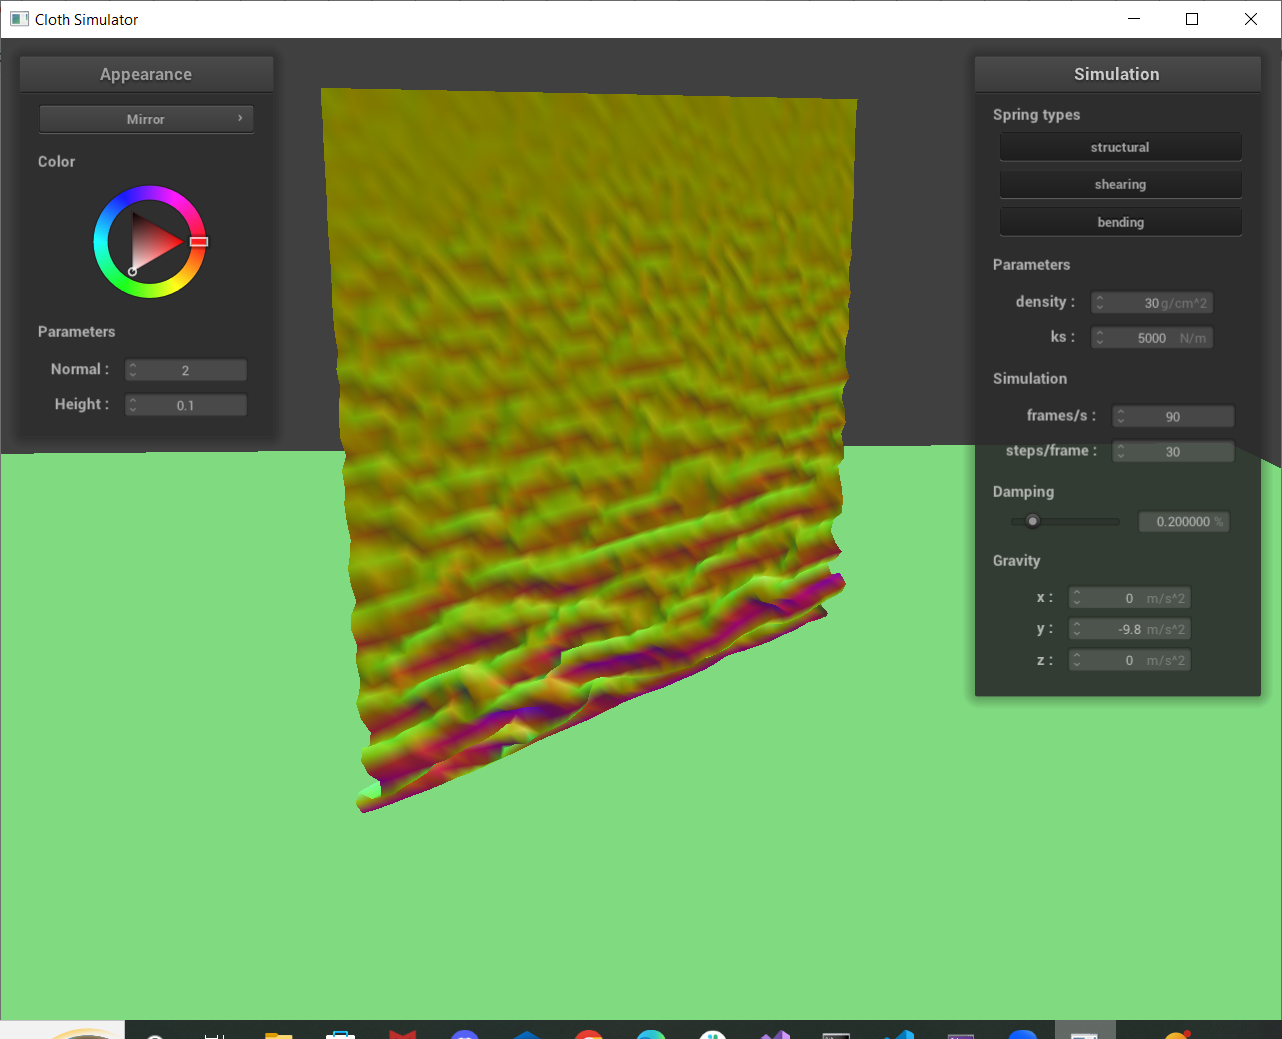 Cloth Simulator
Appearance
Mirror
Color
Parameters
Normal : 2
Height : 0.1
Simulation
Spring types
structural
shearing
bending
Parameters
density : 30 g/cm^2
ks : 5000 N/m
Simulation
frames/s : 90
steps/frame : 30
Damping
0.200000 %
Gravity
x : 0 m/s^2
y : -9.8 m/s^2
z : 0 m/s^2